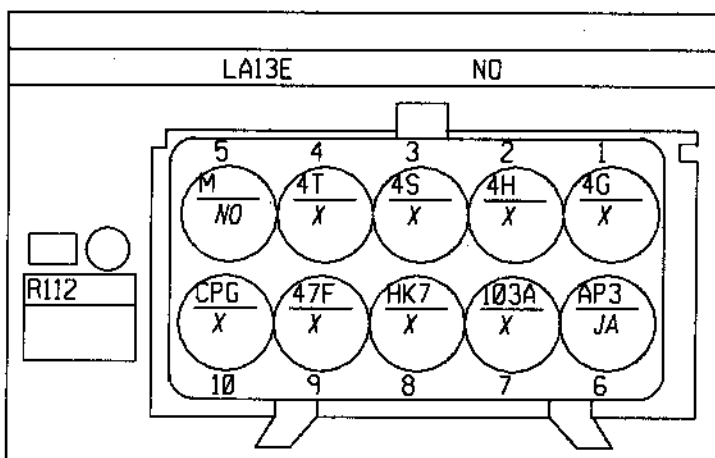 LA13E NO
5 4 3 2 1
M 4T 4S 4H 4G
NO X X X X
R112
CPG 47F HK7 103A AP3
X X X X JA
10 9 8 7 6